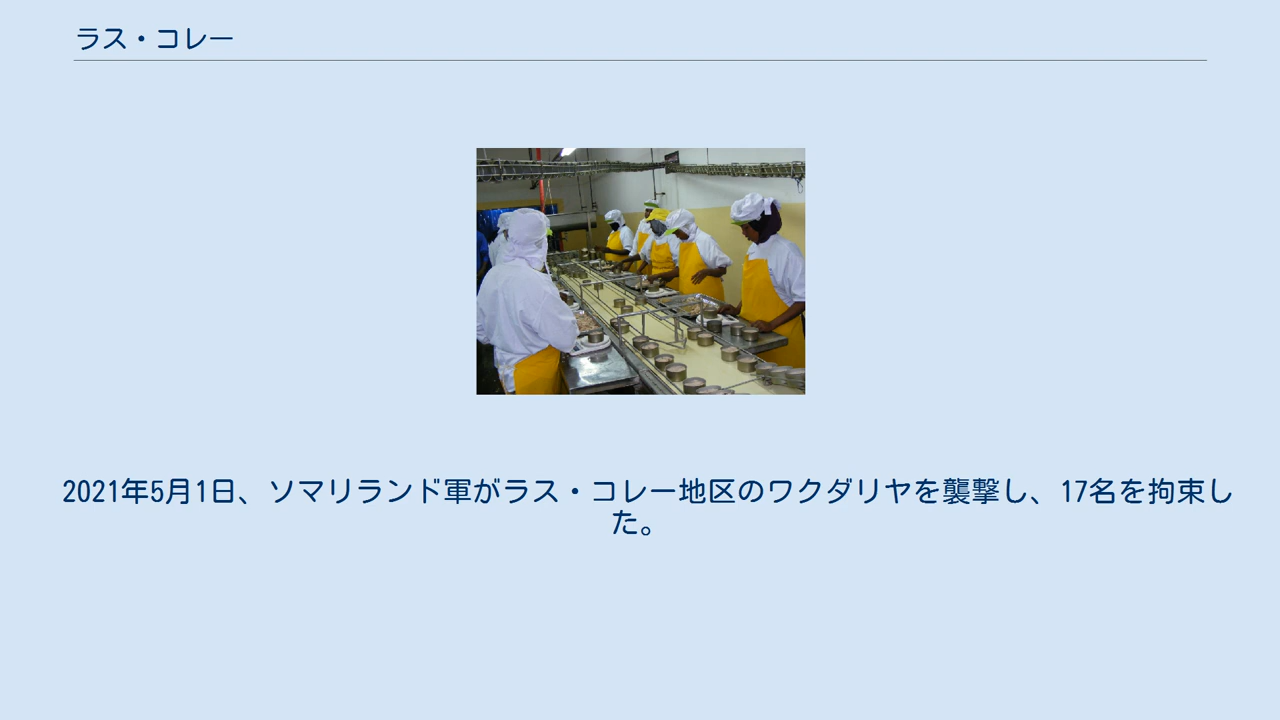 ラス・コレー
2021年5月1日、ソマリランド軍がラス・コレー地区のワクダリヤを襲撃し、17名を拘束し
た。